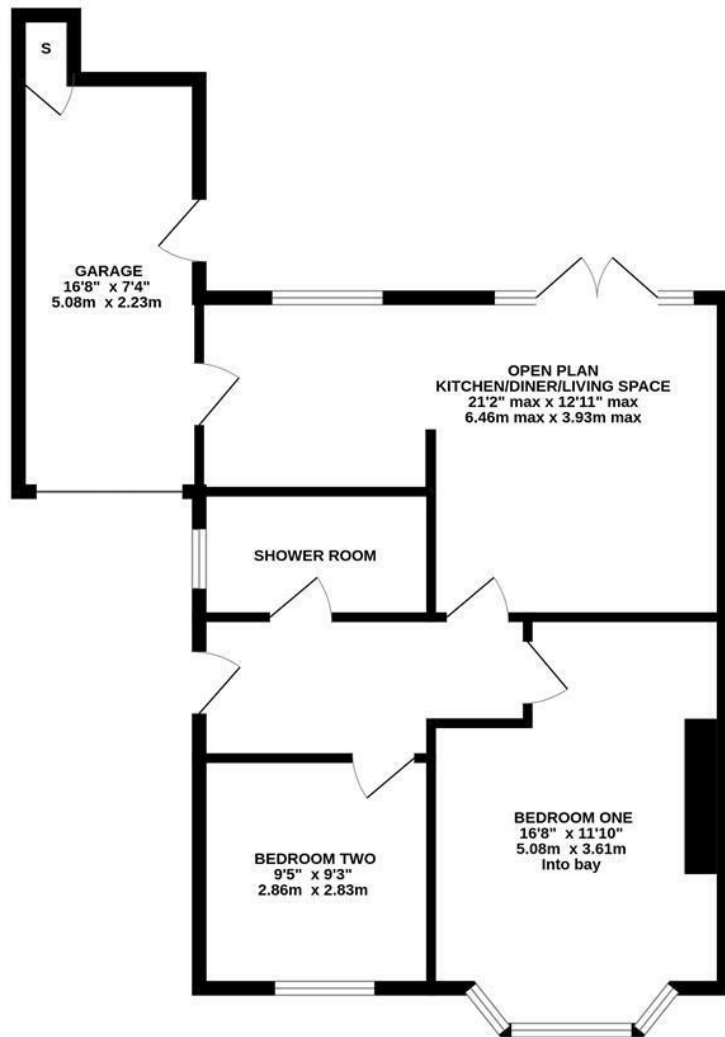 S
GARAGE
16'8" x 7'4"
5.08m x 2.23m
OPEN PLAN
KITCHEN/DINER/LIVING SPACE
21'2" max x 12'11" max
6.46m max x 3.93m max
SHOWER ROOM
BEDROOM TWO
9'5" x 9'3"
2.86m x 2.83m
BEDROOM ONE
16'8" x 11'10"
5.08m x 3.61m
Into bay